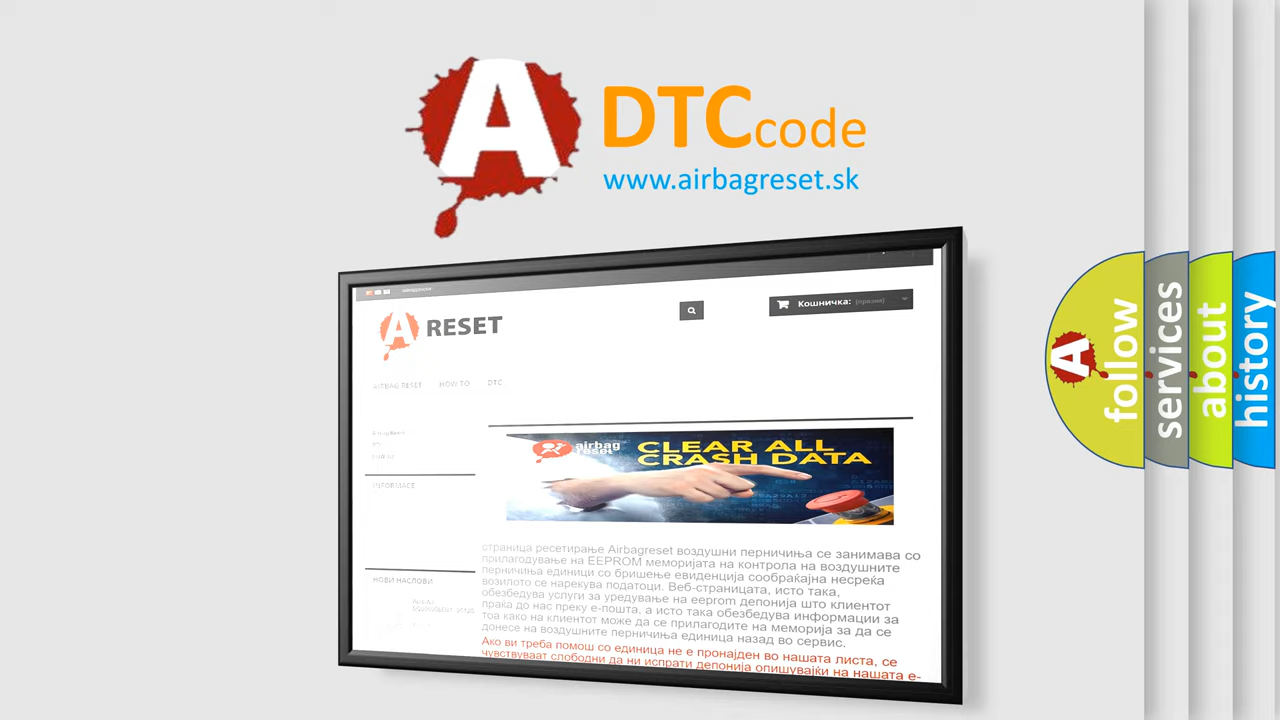 A DTC code
www.airbagreset.sk
A RESET
Кошничка: (празни)
AIRBAG RESET HOW TO DTC
INFORMACE
airbag
reset
CLEAR ALL
CRASH DATA
страница ресетирање Airbagreset воздушни перничиња се занимава со
прилагодување на EEPROM меморијата на контрола на воздушните
перничиња единици со бришење евиденција сообраќајна несреќа
возилото се нарекува податоци. Веб-страницата, исто така,
обезбедува услуги за уредување на eeprom депонија што клиентот
праќа до нас преку е-пошта, а исто така обезбедува информации за
тоа како на клиентот може да се прилагодите на меморија за да се
донесе на воздушните перничиња единица назад во сервис.
Ако ви треба помош со единица не е пронајден во нашата листа, се
чувствуваат слободни да ни испрати депонија опишувајќи на нашата е-
НОВИ НАСЛОВИ
A follow
services
about
history